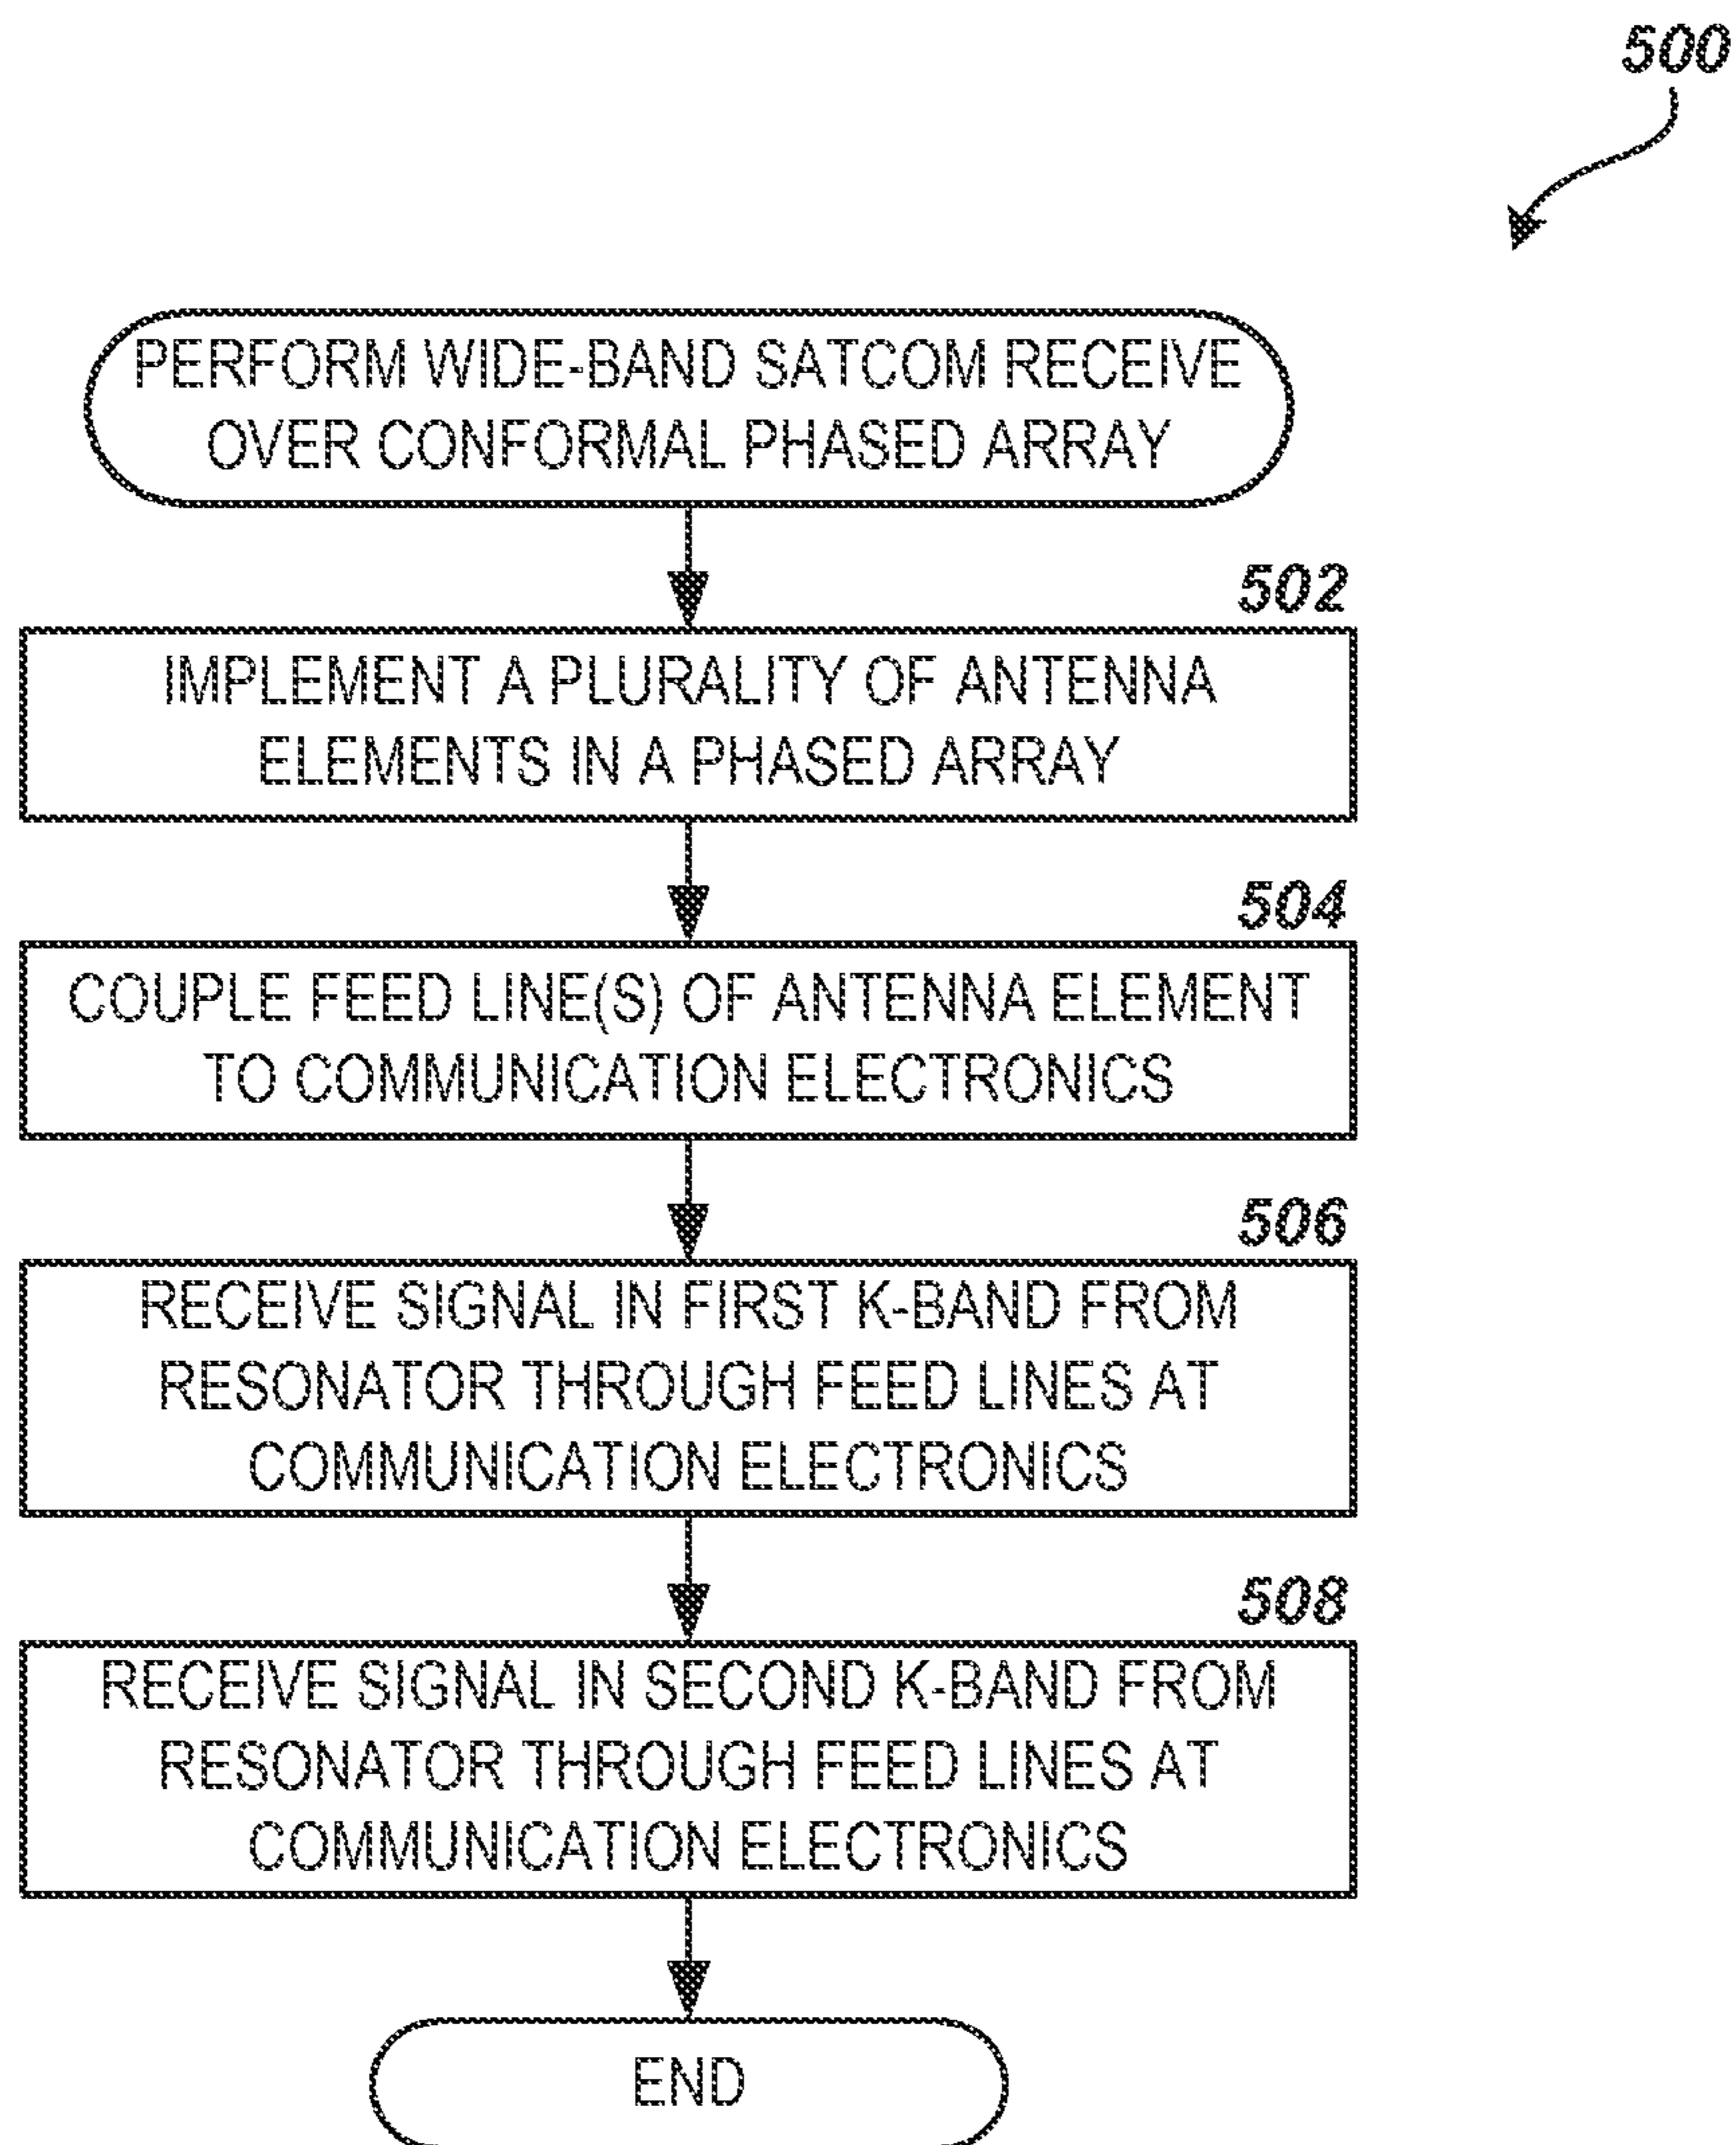 500
PERFORM WIDE-BAND SATCOM RECEIVE
OVER CONFORMAL PHASED ARRAY
502
IMPLEMENT A PLURALITY OF ANTENNA
ELEMENTS IN A PHASED ARRAY
504
COUPLE FEED LINE(S) OF ANTENNA ELEMENT
TO COMMUNICATION ELECTRONICS
506
RECEIVE SIGNAL IN FIRST K-BAND FROM
RESONATOR THROUGH FEED LINES AT
COMMUNICATION ELECTRONICS
508
RECEIVE SIGNAL IN SECOND K-BAND FROM
RESONATOR THROUGH FEED LINES AT
COMMUNICATION ELECTRONICS
END